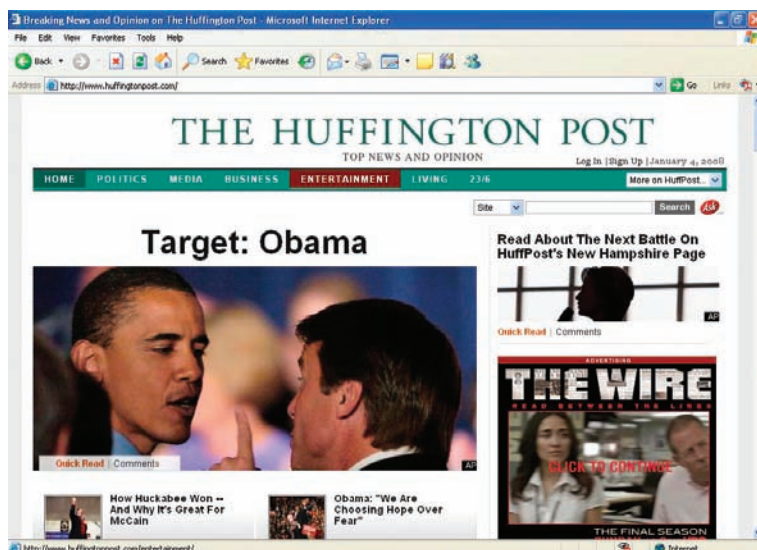 Breaking News and Opinion on The Huffington Post - Microsoft Internet Explorer
File Edit View Favorites Tools Help
Back Search Favorites
Address http://www.huffingtonpost.com/ Go Links
THE HUFFINGTON POST
TOP NEWS AND OPINION
Log In | Sign Up | January 4, 2008
HOME POLITICS MEDIA BUSINESS ENTERTAINMENT LIVING 23/6 More on HuffPost...
Site Search Ask
Target: Obama
Read About The Next Battle On
HuffPost's New Hampshire Page
AP
Quick Read | Comments
ADVERTISING
THE WIRE
READ BETWEEN THE LINES
CLICK TO CONTINUE
Quick Read | Comments
AP
How Huckabee Won --
And Why It's Great For
McCain
Obama: "We Are
Choosing Hope Over
Fear"
THE FINAL SEASON
http://www.huffingtonpost.com/entertainment/ Internet